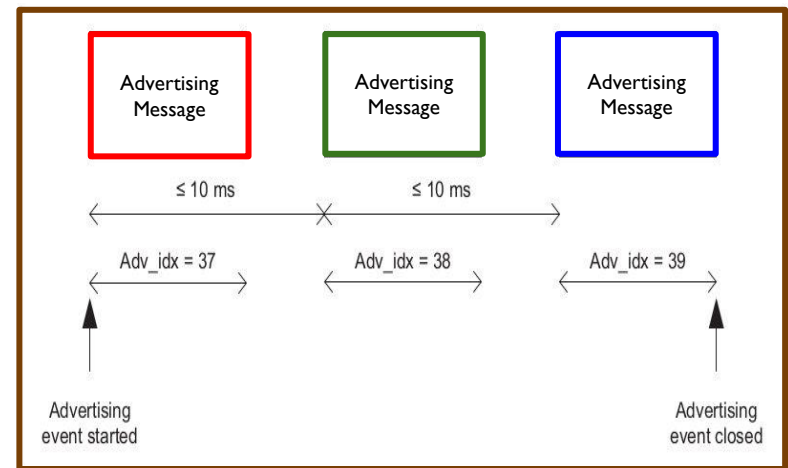 Advertising
Message
Advertising
Message
Advertising
Message
≤ 10 ms
≤ 10 ms
Adv_idx = 37
Adv_idx = 38
Adv_idx = 39
Advertising
event started
Advertising
event closed